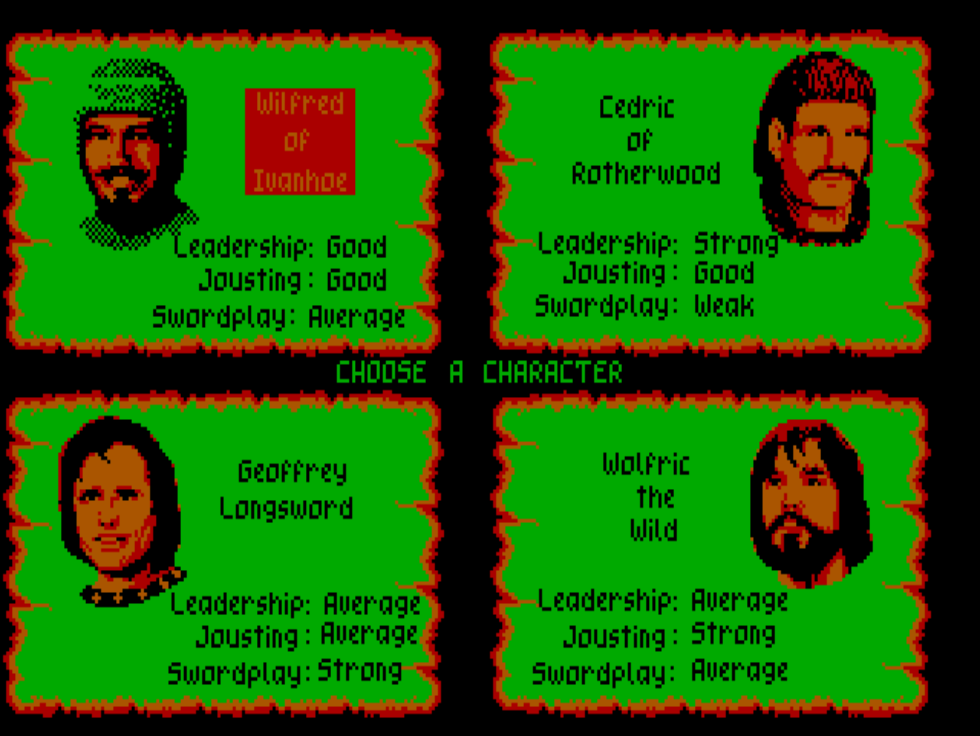 Wilfred
of
Ivanhoe
Leadership: Good
Jousting: Good
Swordplay: Average
Cedric
of
Rotherwood
Leadership: Strong
Jousting: Good
Swordplay: Weak
CHOOSE A CHARACTER
Geoffrey
Longsword
Leadership: Average
Jousting: Average
Swordplay: Strong
Wolfric
the
Wild
Leadership: Average
Jousting: Strong
Swordplay: Average